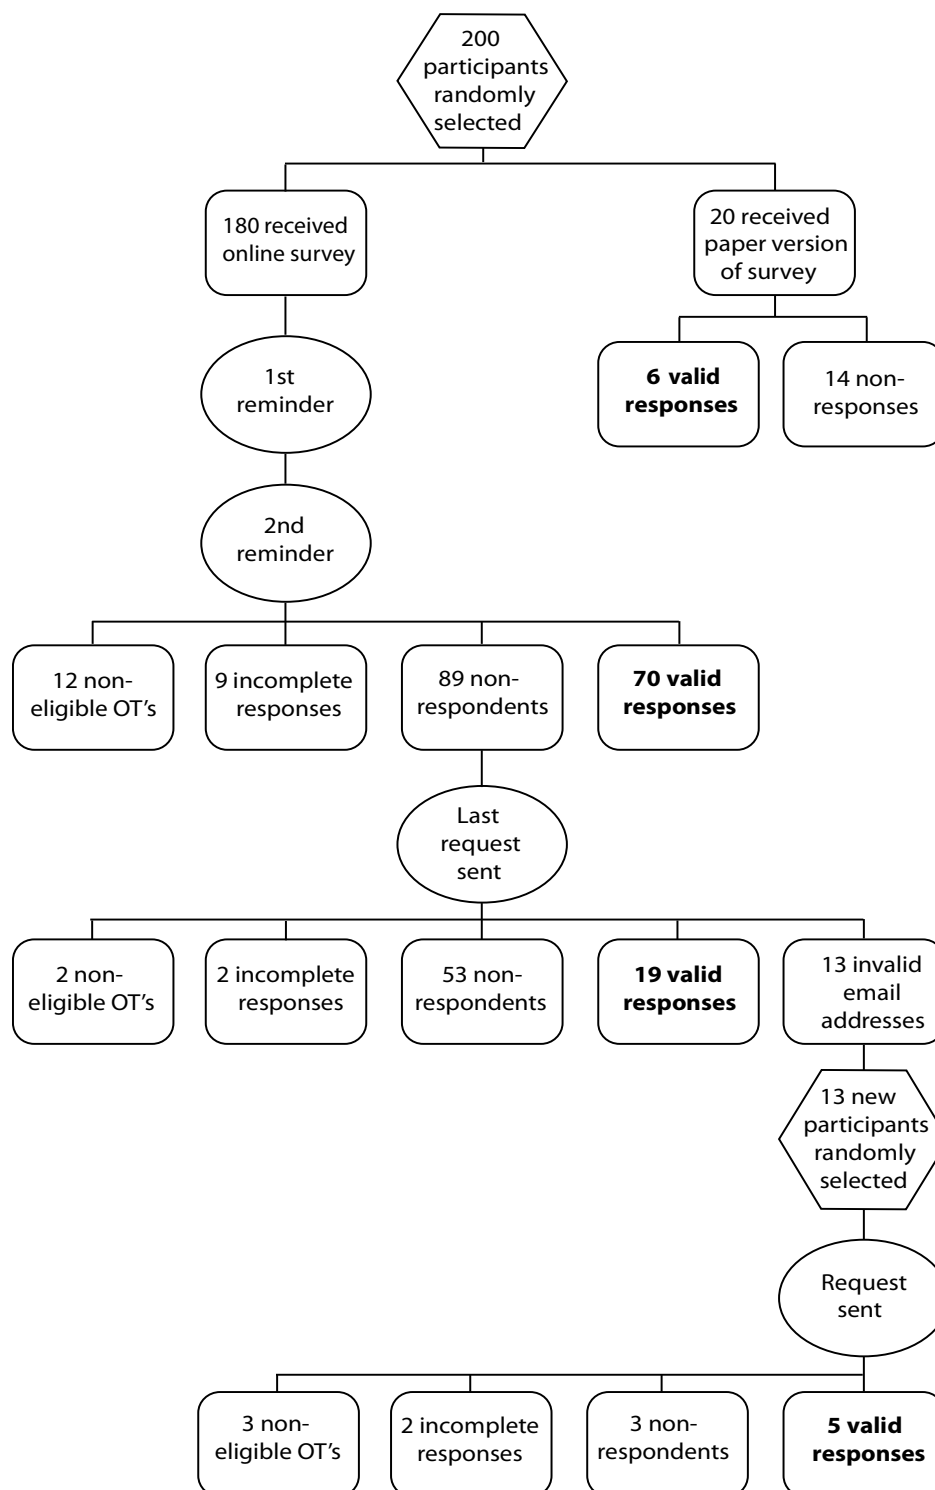 200
participants
randomly
selected
180 received
online survey
20 received
paper version
of survey
1st
reminder
6 valid
responses
14 non-
responses
2nd
reminder
12 non-
eligible OT's
9 incomplete
responses
89 non-
respondents
70 valid
responses
Last
request
sent
2 non-
eligible OT's
2 incomplete
responses
53 non-
respondents
19 valid
responses
13 invalid
email
addresses
13 new
participants
randomly
selected
Request
sent
3 non-
eligible OT's
2 incomplete
responses
3 non-
respondents
5 valid
responses